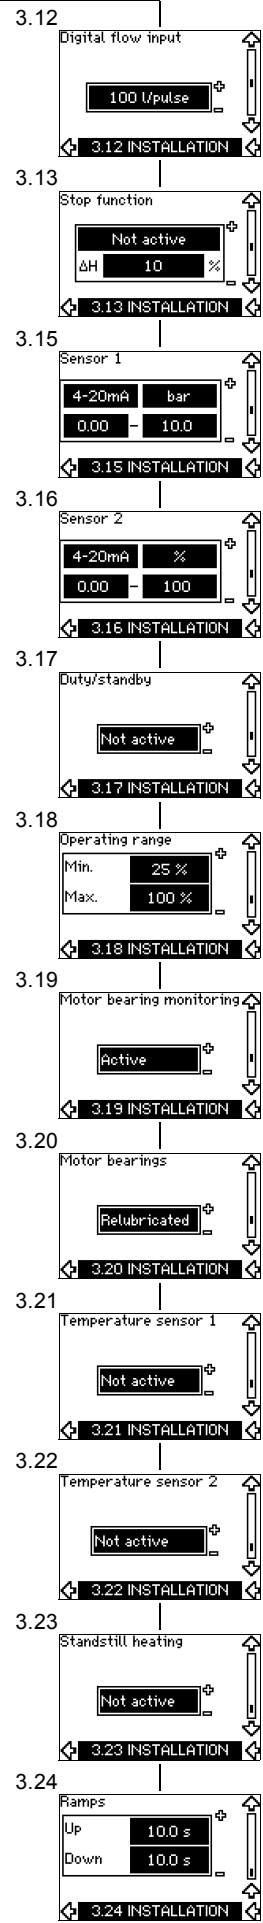 3.12
Digital flow input
100 l/pulse
3.12 INSTALLATION
3.13
Stop function
Not active
ΔH 10 %
3.13 INSTALLATION
3.15
Sensor 1
4-20mA bar
0.00 – 10.0
3.15 INSTALLATION
3.16
Sensor 2
4-20mA %
0.00 – 100
3.16 INSTALLATION
3.17
Duty/standby
Not active
3.17 INSTALLATION
3.18
Operating range
Min. 25 %
Max. 100 %
3.18 INSTALLATION
3.19
Motor bearing monitoring
Active
3.19 INSTALLATION
3.20
Motor bearings
Relubricated
3.20 INSTALLATION
3.21
Temperature sensor 1
Not active
3.21 INSTALLATION
3.22
Temperature sensor 2
Not active
3.22 INSTALLATION
3.23
Standstill heating
Not active
3.23 INSTALLATION
3.24
Ramps
Up 10.0 s
Down 10.0 s
3.24 INSTALLATION